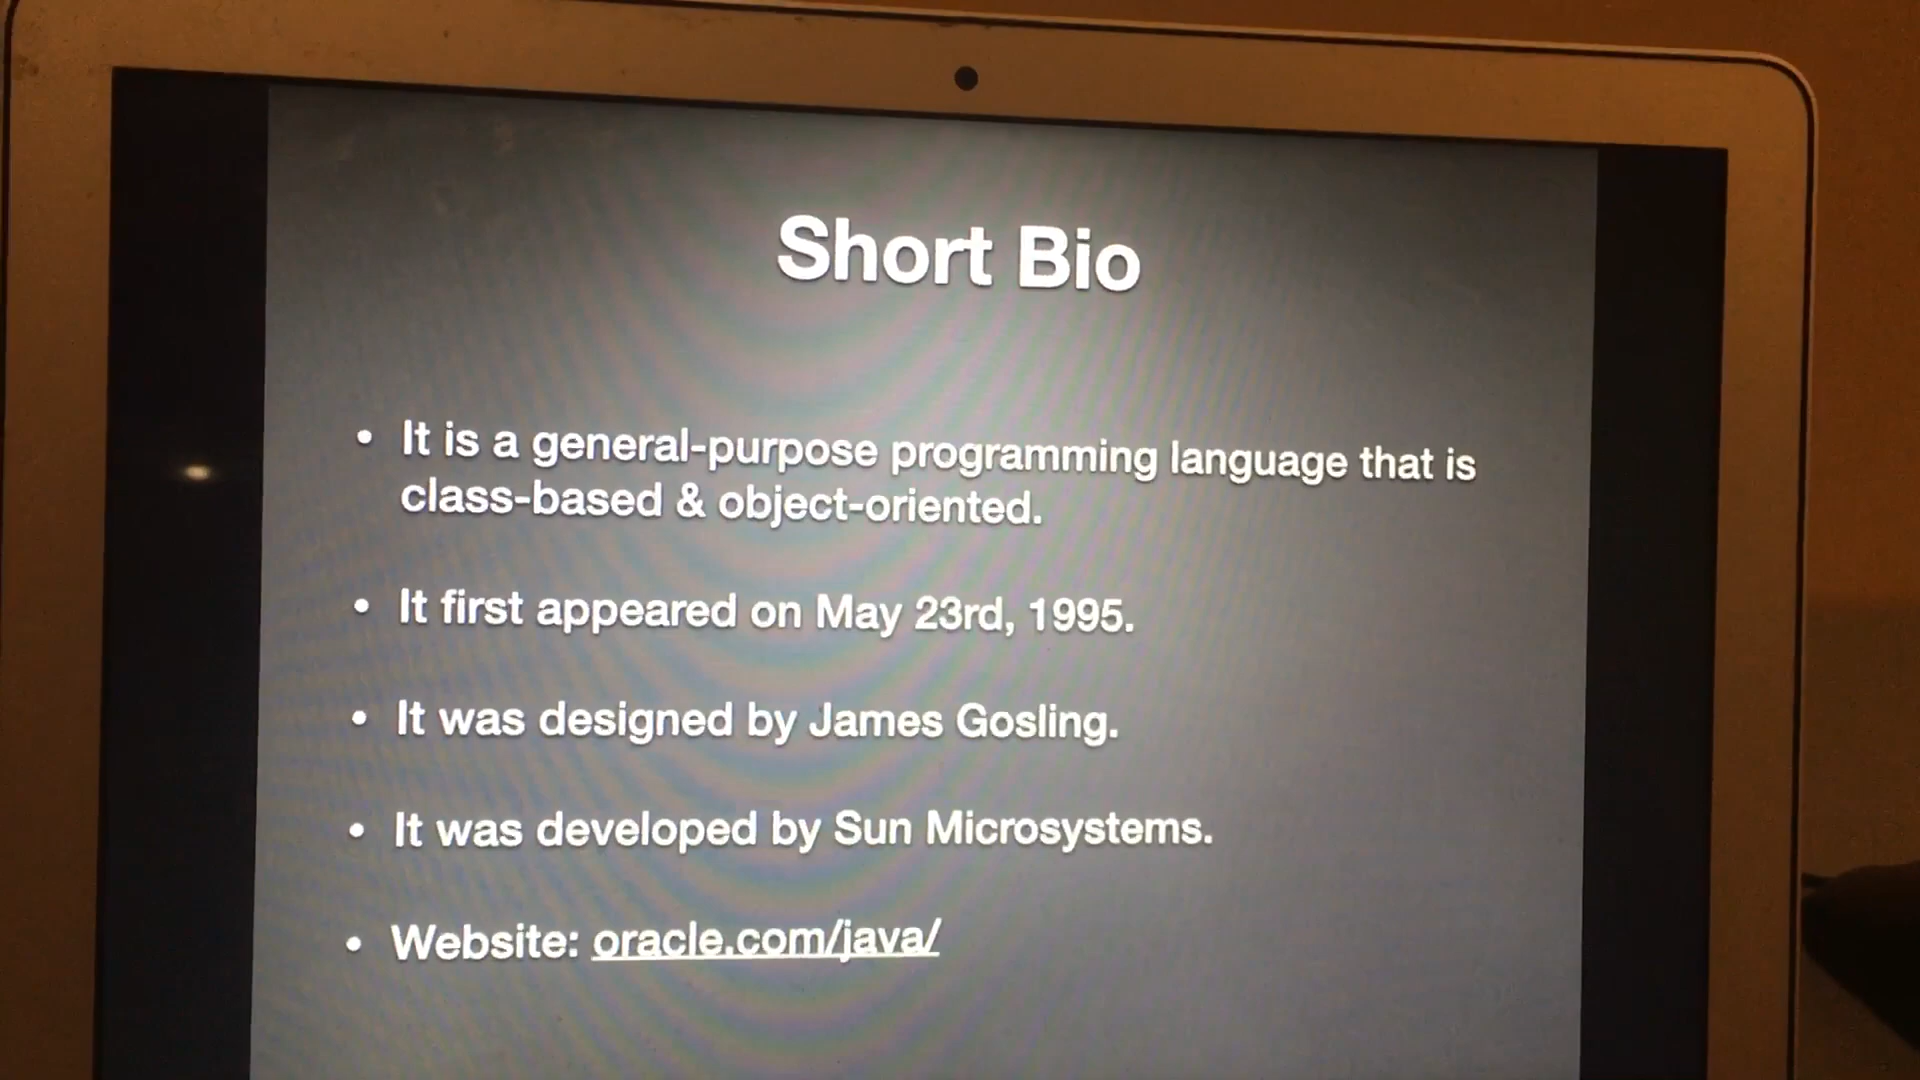 Short Bio
• It is a general-purpose programming language that is
class-based & object-oriented.
• It first appeared on May 23rd, 1995.
• It was designed by James Gosling.
• It was developed by Sun Microsystems.
• Website: oracle.com/java/